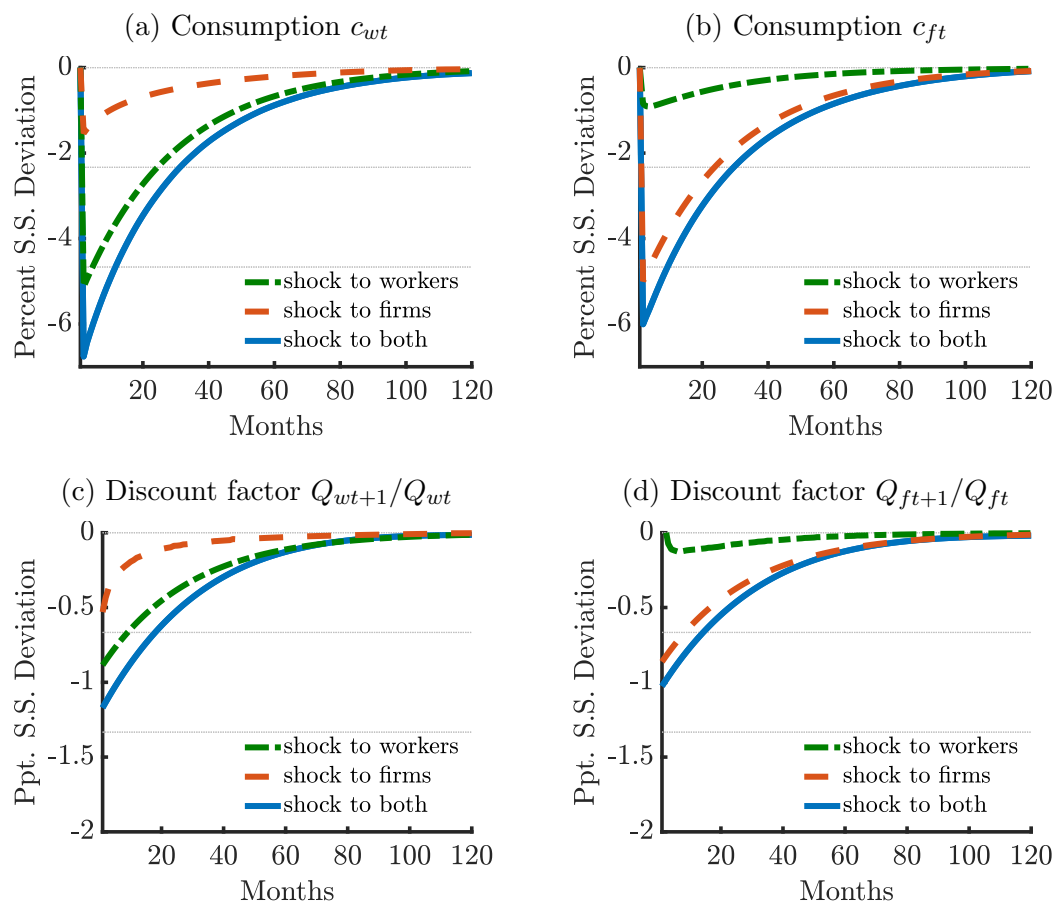 (a) Consumption c_{wt}
Percent S.S. Deviation
0
-2
-4
-6
shock to workers
shock to firms
shock to both
20 40 60 80 100 120
Months
(b) Consumption c_{ft}
Percent S.S. Deviation
0
-2
-4
-6
shock to workers
shock to firms
shock to both
20 40 60 80 100 120
Months
(c) Discount factor Q_{wt+1}/Q_{wt}
Ppt. S.S. Deviation
0
-0.5
-1
-1.5
-2
shock to workers
shock to firms
shock to both
20 40 60 80 100 120
Months
(d) Discount factor Q_{ft+1}/Q_{ft}
Ppt. S.S. Deviation
0
-0.5
-1
-1.5
-2
shock to workers
shock to firms
shock to both
20 40 60 80 100 120
Months